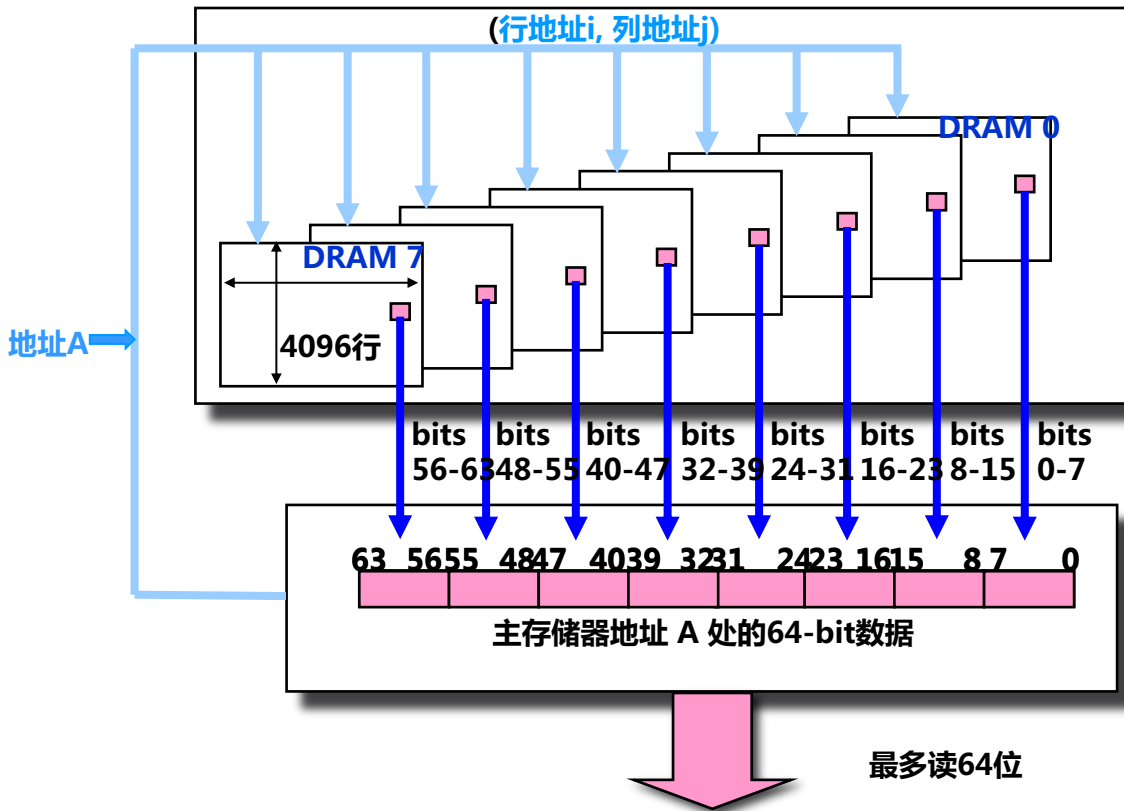 (行地址i, 列地址j)
DRAM 0
DRAM 7
4096行
地址A
bits bits bits bits bits bits bits bits
56-63 48-55 40-47 32-39 24-31 16-23 8-15 0-7
63 56 55 48 47 40 39 32 31 24 23 16 15 8 7 0
主存储器地址 A 处的64-bit数据
最多读64位